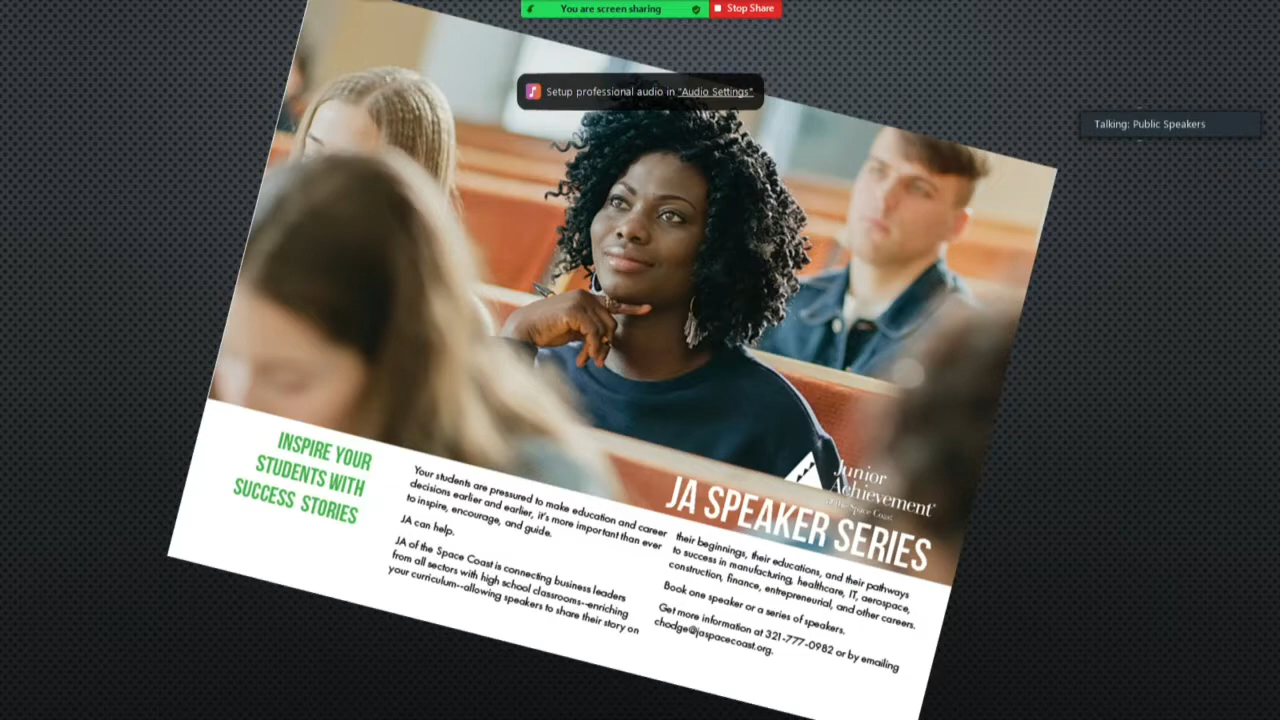 You are screen sharing
Stop Share
Setup professional audio in "Audio Settings"
Talking: Public Speakers
Junior
Achievement®
of the Space Coast
JA SPEAKER SERIES
INSPIRE YOUR
STUDENTS WITH
SUCCESS STORIES
Your students are pressured to make education and career
decisions earlier and earlier, it's more important than ever
to inspire, encourage, and guide.
JA can help.
JA of the Space Coast is connecting business leaders
from all sectors with high school classrooms--enriching
your curriculum--allowing speakers to share their story on
their beginnings, their educations, and their pathways
to success in manufacturing, healthcare, IT, aerospace,
construction, finance, entrepreneurial, and other careers.
Book one speaker or a series of speakers.
Get more information at 321-777-0982 or by emailing
chodge@jaspacecoast.org.